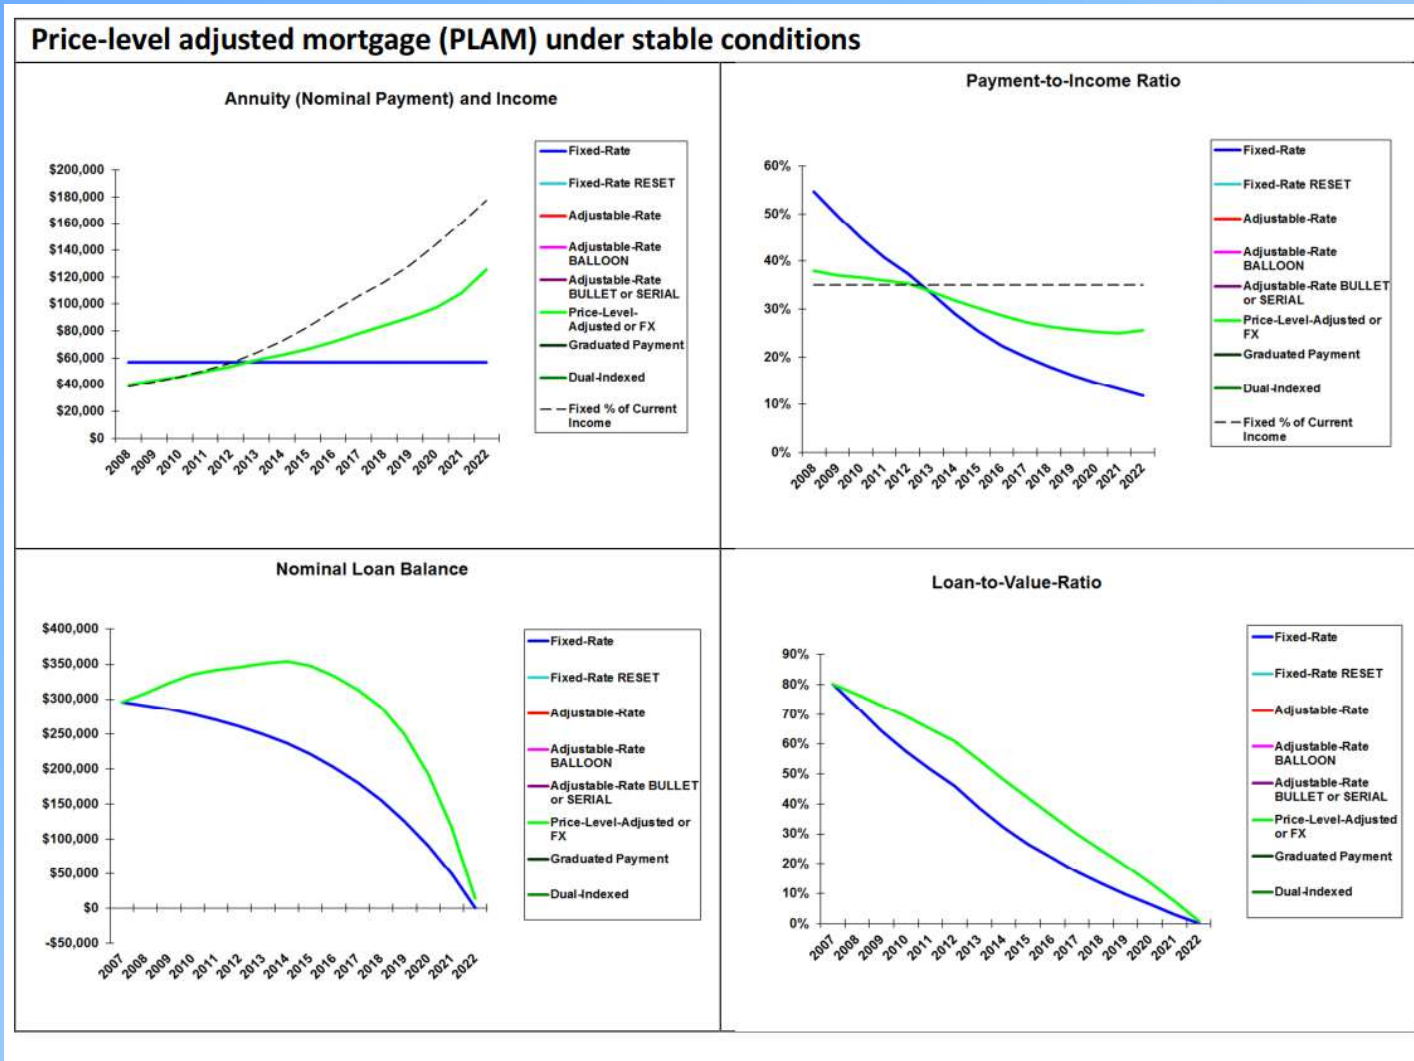 Price-level adjusted mortgage (PLAM) under stable conditions
Annuity (Nominal Payment) and Income
$200,000
$180,000
$160,000
$140,000
$120,000
$100,000
$80,000
$60,000
$40,000
$20,000
$0
2008
2009
2010
2011
2012
2013
2014
2015
2016
2017
2018
2019
2020
2021
2022
Fixed-Rate
Fixed-Rate RESET
Adjustable-Rate
Adjustable-Rate
BALLOON
Adjustable-Rate
BULLET or SERIAL
Price-Level-
Adjusted or FX
Graduated Payment
Dual-Indexed
Fixed % of Current
Income
Payment-to-Income Ratio
60%
50%
40%
30%
20%
10%
0%
2008
2009
2010
2011
2012
2013
2014
2015
2016
2017
2018
2019
2020
2021
2022
Fixed-Rate
Fixed-Rate RESET
Adjustable-Rate
Adjustable-Rate
BALLOON
Adjustable-Rate BULLET
or SERIAL
Price-Level-Adjusted or
FX
Graduated Payment
Dual-Indexed
Fixed % of Current
Income
Nominal Loan Balance
$400,000
$350,000
$300,000
$250,000
$200,000
$150,000
$100,000
$50,000
$0
-$50,000
2007
2008
2009
2010
2011
2012
2013
2014
2015
2016
2017
2018
2019
2020
2021
2022
Fixed-Rate
Fixed-Rate RESET
Adjustable-Rate
Adjustable-Rate
BALLOON
Adjustable-Rate BULLET
or SERIAL
Price-Level-Adjusted or
FX
Graduated Payment
Dual-Indexed
Loan-to-Value-Ratio
90%
80%
70%
60%
50%
40%
30%
20%
10%
0%
2007
2008
2009
2010
2011
2012
2013
2014
2015
2016
2017
2018
2019
2020
2021
2022
Fixed-Rate
Fixed-Rate RESET
Adjustable-Rate
Adjustable-Rate
BALLOON
Adjustable-Rate
BULLET or SERIAL
Price-Level-Adjusted
or FX
Graduated Payment
Dual-Indexed